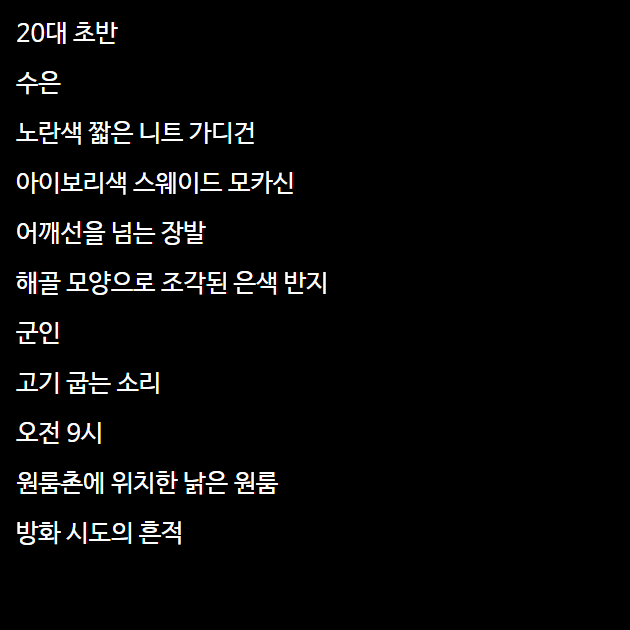 20대 초반
수은
노란색 짧은 니트 가디건
아이보리색 스웨이드 모카신
어깨선을 넘는 장발
해골 모양으로 조각된 은색 반지
군인
고기 굽는 소리
오전 9시
원룸촌에 위치한 낡은 원룸
방화 시도의 흔적